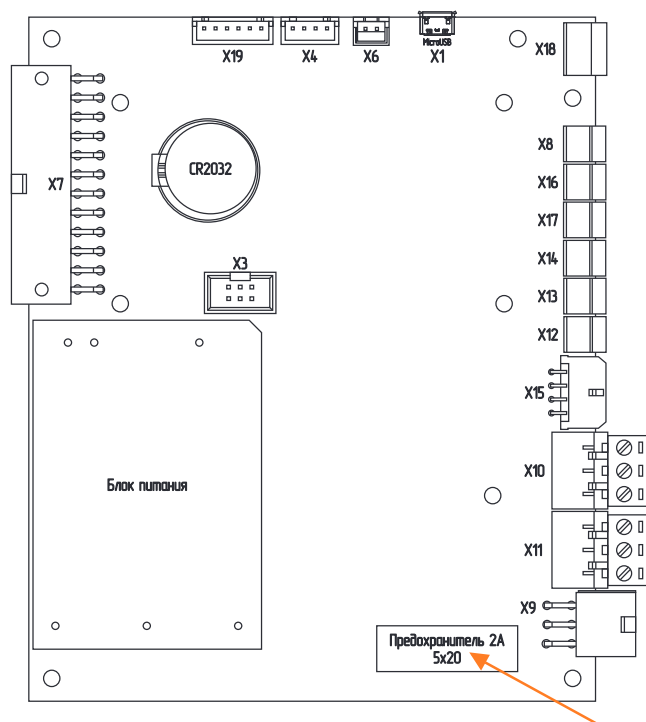 X19
X4
X6
X1
MicroUSB
X18
X7
CR2032
X8
X16
X17
X14
X3
X13
X12
X15
X10
Блок питания
X11
X9
Предохранитель 2А
5x20